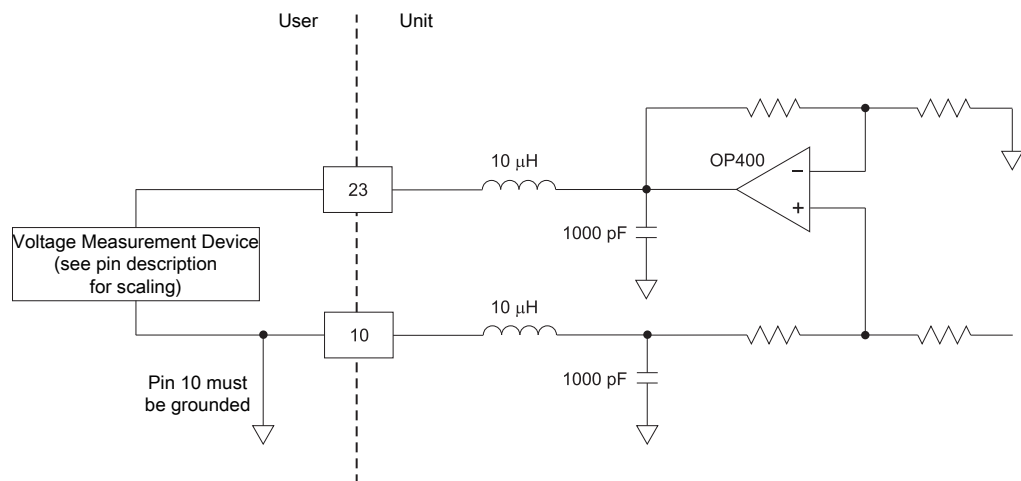 User
Unit
OP400
10 μH
23
1000 pF
Voltage Measurement Device
(see pin description
for scaling)
10 μH
10
1000 pF
Pin 10 must
be grounded